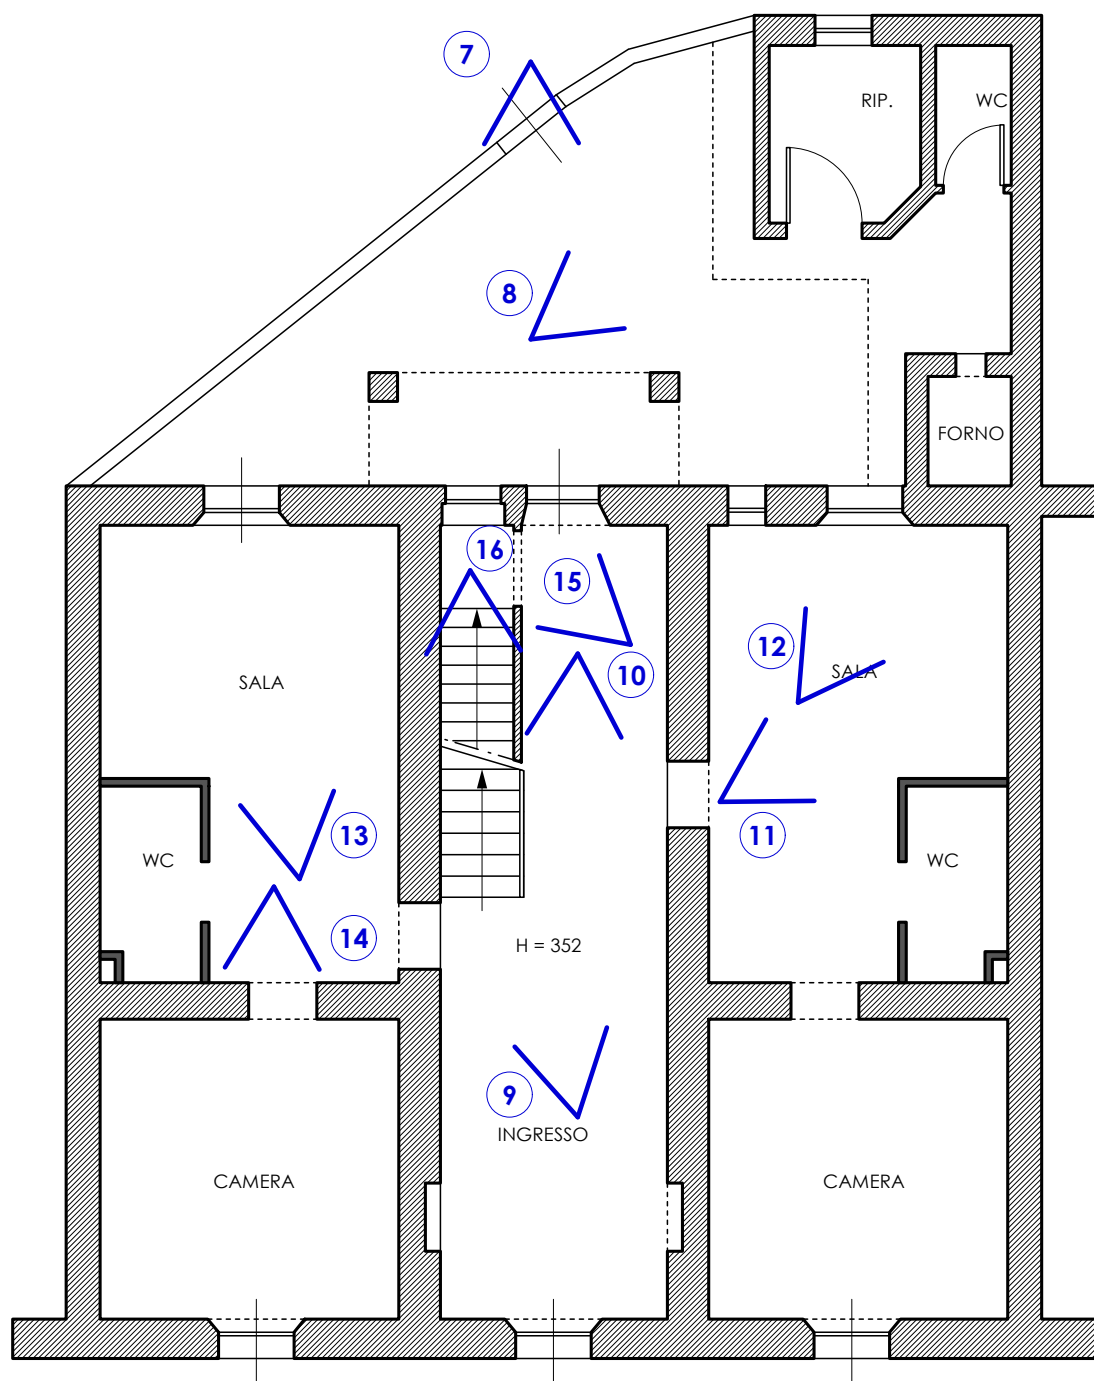 7
RIP.
WC
8
FORNO
16
15
12
SALA
10
SALA
13
11
WC
WC
14
H = 352
9
INGRESSO
CAMERA
CAMERA